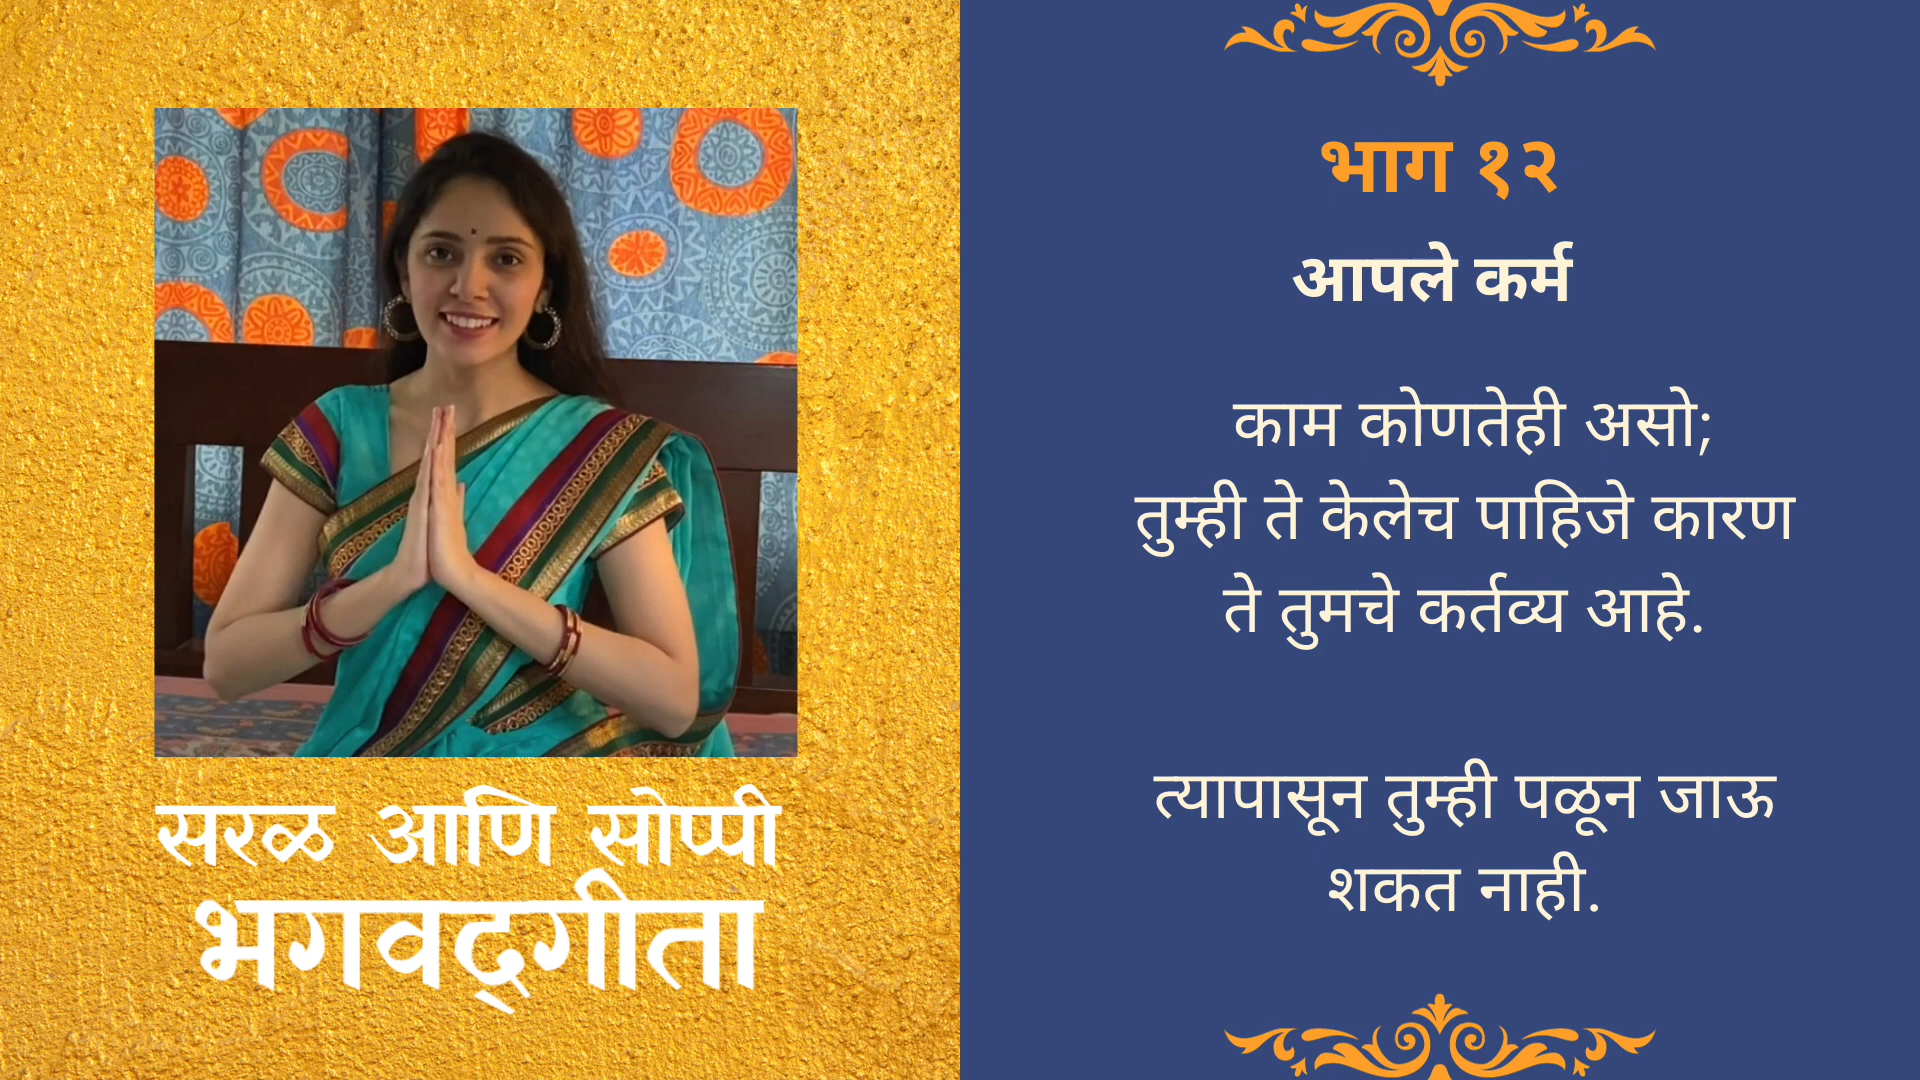 सरळ आणि सोप्पी
भगवद्‌गीता
भाग १२
आपले कर्म
काम कोणतेही असो;
तुम्ही ते केलेच पाहिजे कारण
ते तुमचे कर्तव्य आहे.
त्यापासून तुम्ही पळून जाऊ
शकत नाही.